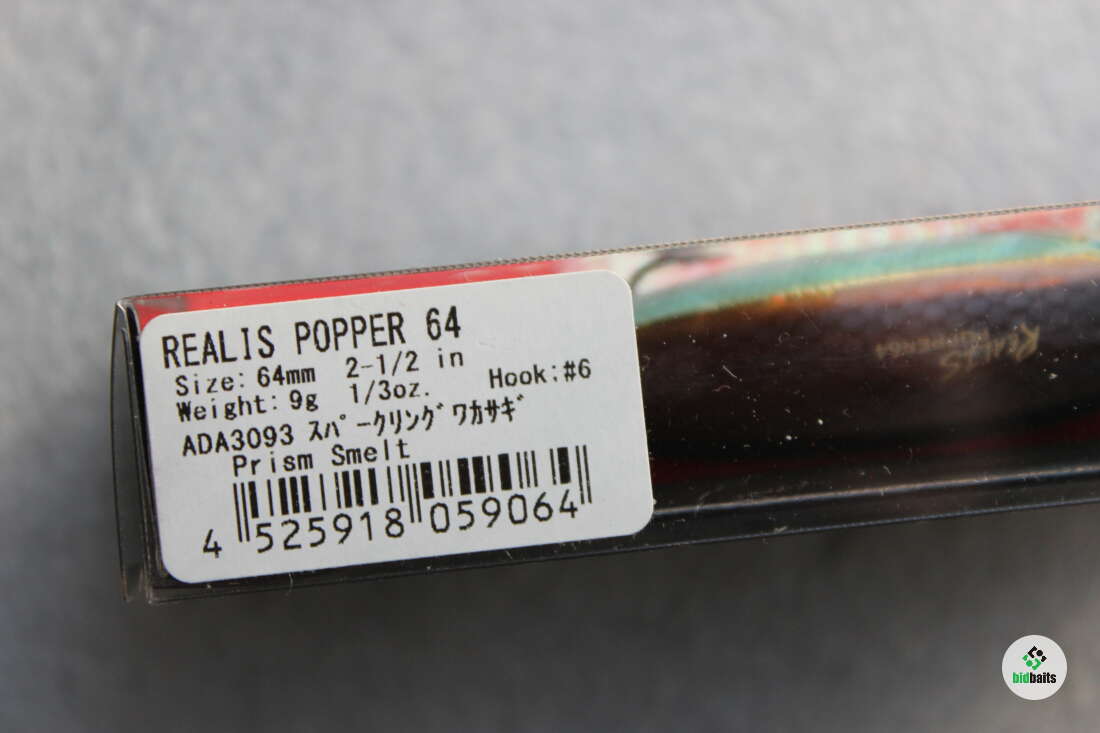 REALIS POPPER 64
Size: 64mm 2-1/2 in
Weight: 9g 1/3oz. Hook:#6
ADA3093 スパークリングワカサギ
Prism Smelt
4 525918 059064
Realis
bidbaits